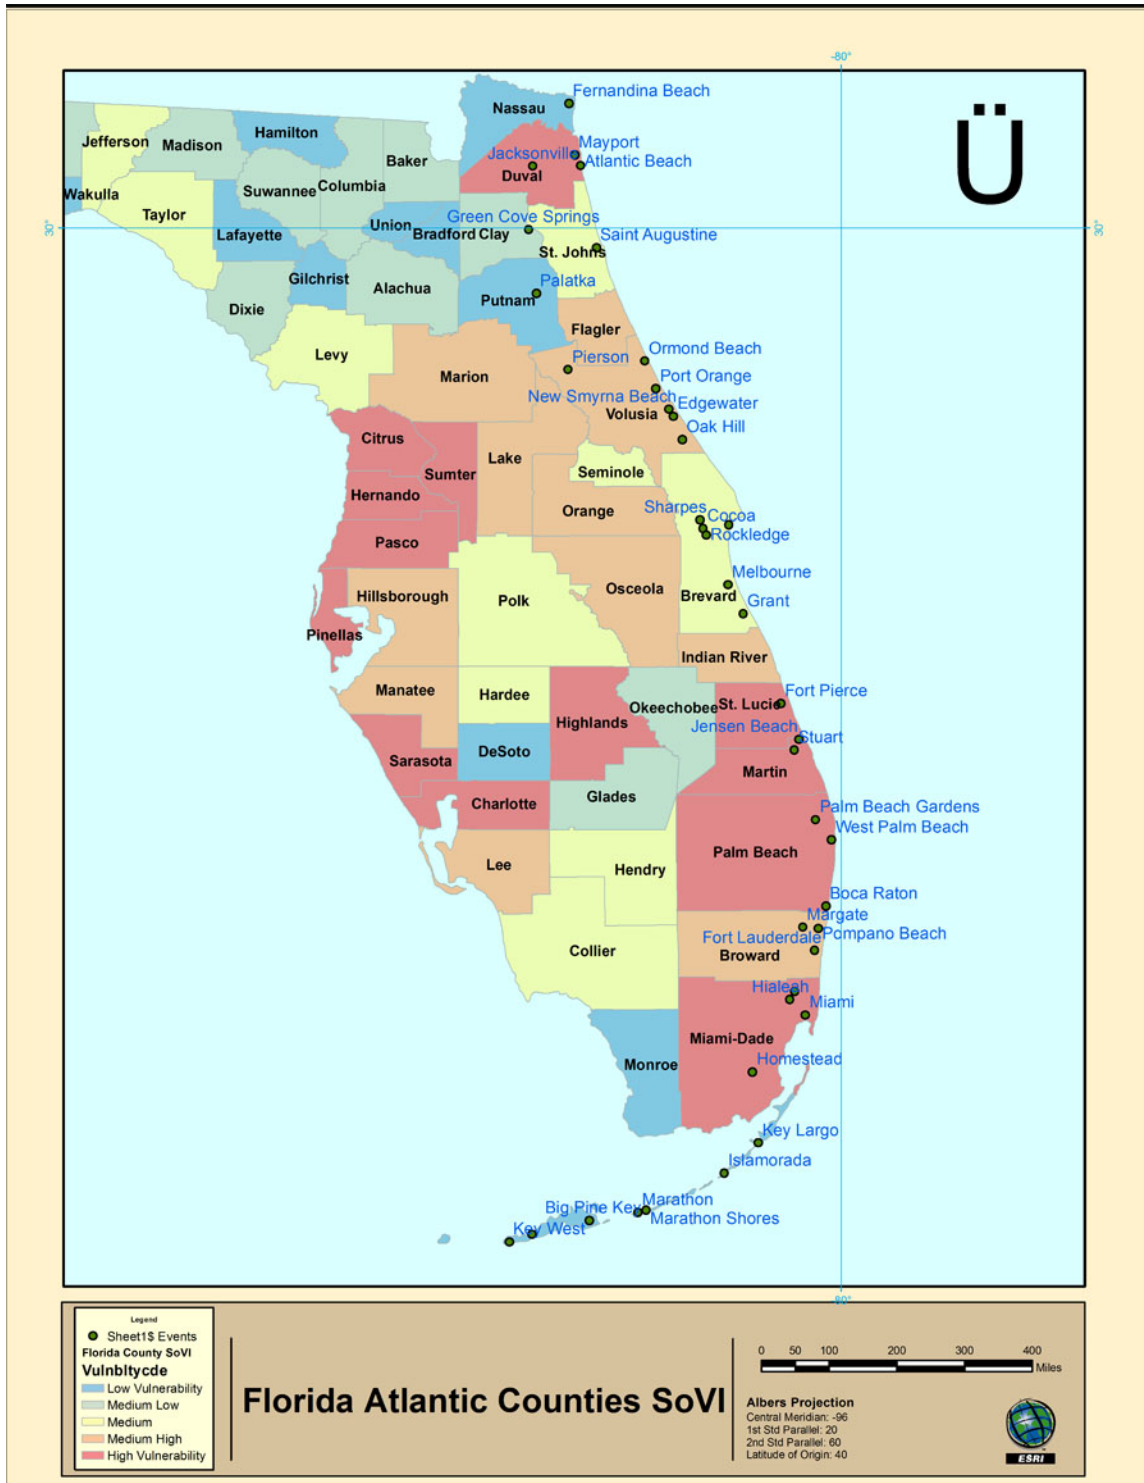 -80°
Ü
Fernandina Beach
Nassau
Mayport
Hamilton
Jefferson
Madison
Baker
Jacksonville
Atlantic Beach
Duval
Wakulla
Suwannee
Columbia
Taylor
Lafayette
Union
Green Cove Springs
Bradford
Clay
30°
30°
Saint Augustine
St. Johns
Gilchrist
Alachua
Palatka
Putnam
Dixie
Flagler
Levy
Marion
Pierson
Ormond Beach
Port Orange
New Smyrna Beach
Edgewater
Volusia
Oak Hill
Citrus
Sumter
Lake
Seminole
Hernando
Orange
Sharpes
Cocoa
Rockledge
Pasco
Melbourne
Hillsborough
Polk
Osceola
Brevard
Grant
Pinellas
Indian River
Manatee
Hardee
Highlands
Okeechobee
St. Lucie
Fort Pierce
Jensen Beach
Stuart
DeSoto
Sarasota
Martin
Charlotte
Glades
Palm Beach Gardens
West Palm Beach
Palm Beach
Lee
Hendry
Boca Raton
Margate
Pompano Beach
Fort Lauderdale
Broward
Collier
Hialeah
Miami
Miami-Dade
Monroe
Homestead
Key Largo
Islamorada
Marathon
Big Pine Key
Marathon Shores
Key West
-80°
Legend
Sheet1$ Events
Florida County SoVI
Vulnbltycde
Low Vulnerability
Medium Low
Medium
Medium High
High Vulnerability
Florida Atlantic Counties SoVI
0 50 100 200 300 400
Miles
Albers Projection
Central Meridian: -96
1st Std Parallel: 20
2nd Std Parallel: 60
Latitude of Origin: 40
ESRI